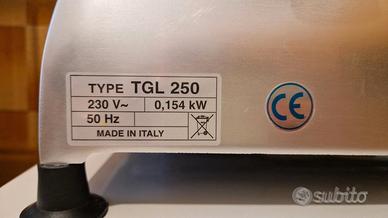 TYPE TGL 250
230 V~ 0,154 kW
50 Hz
MADE IN ITALY
CE
subito